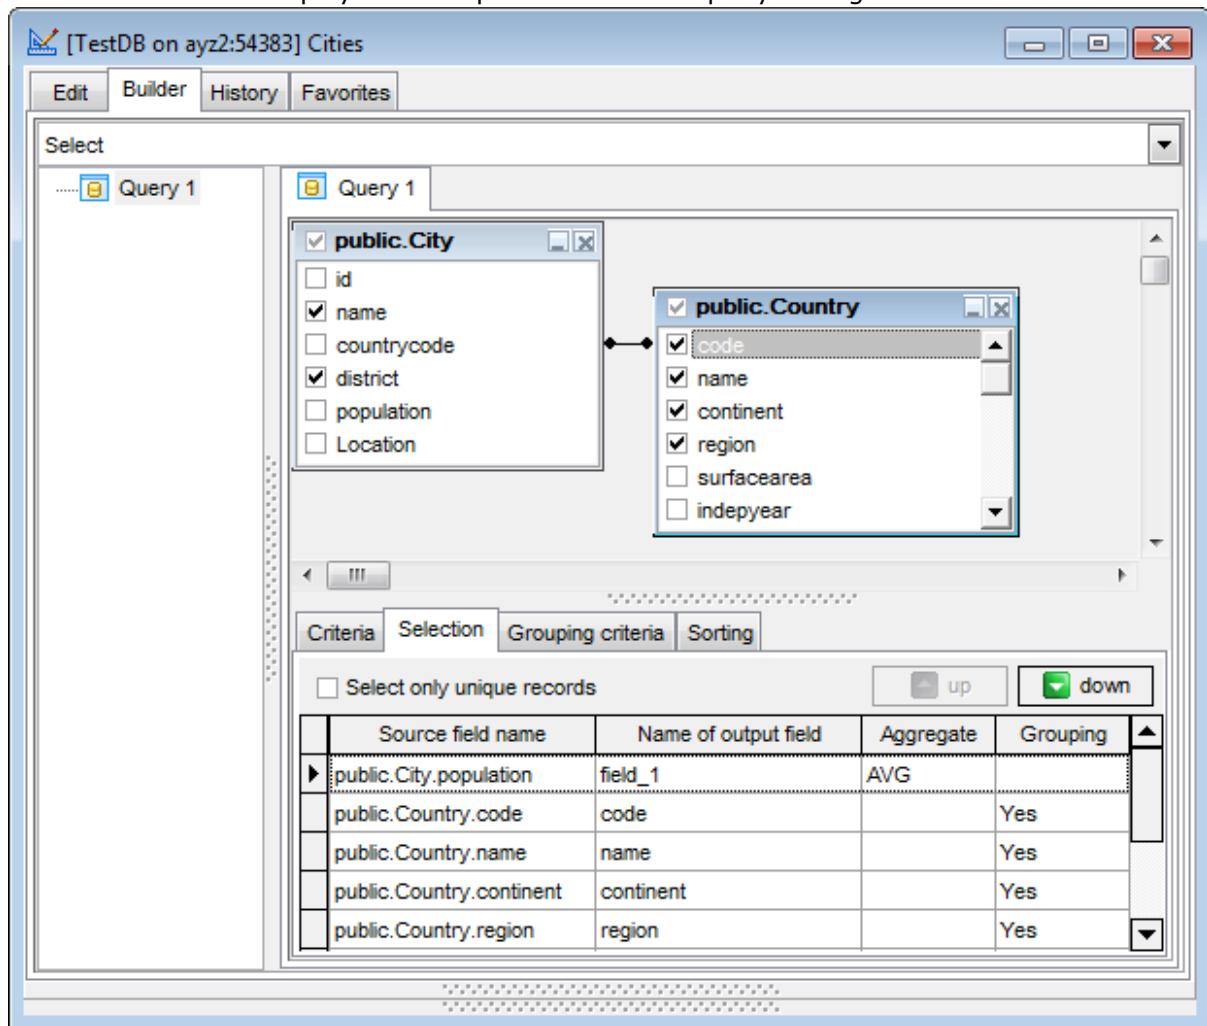 [TestDB on ayz2:54383] Cities
Edit Builder History Favorites
Select
Query 1
Query 1
public.City
id
name
countrycode
district
population
Location
public.Country
code
name
continent
region
surfacearea
indepyear
Criteria Selection Grouping criteria Sorting
Select only unique records up down
Source field name Name of output field Aggregate Grouping
public.City.population field_1 AVG
public.Country.code code Yes
public.Country.name name Yes
public.Country.continent continent Yes
public.Country.region region Yes